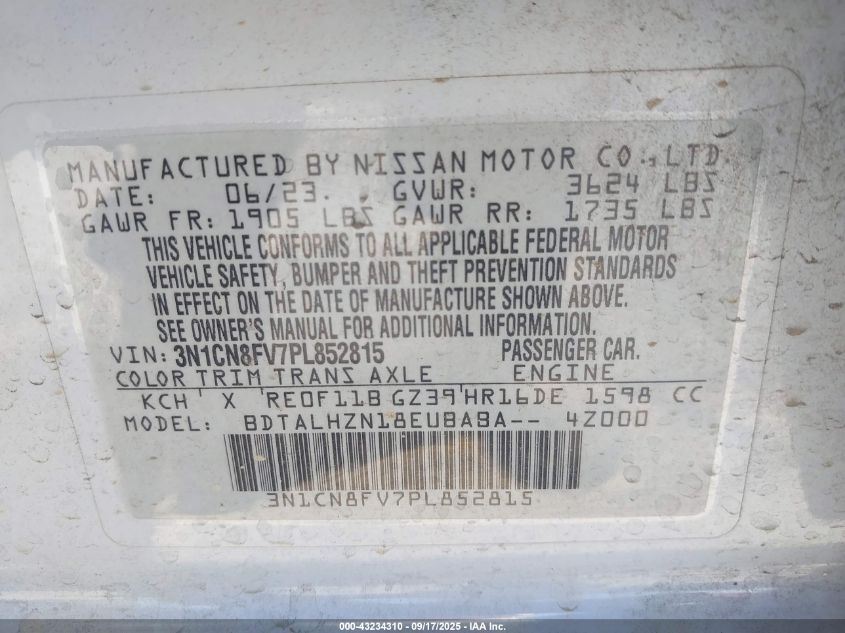 MANUFACTURED BY NISSAN MOTOR CO.,LTD.
DATE: 06/23. GVWR: 3624 LBS
GAWR FR: 1905 LBS GAWR RR: 1735 LBS
THIS VEHICLE CONFORMS TO ALL APPLICABLE FEDERAL MOTOR
VEHICLE SAFETY, BUMPER AND THEFT PREVENTION STANDARDS
IN EFFECT ON THE DATE OF MANUFACTURE SHOWN ABOVE.
SEE OWNER'S MANUAL FOR ADDITIONAL INFORMATION.
VIN: 3N1CN8FV7PL852815 PASSENGER CAR.
COLOR TRIM TRANS AXLE ENGINE
KCH X RE0F11B GZ39 HR16DE 1598 CC
MODEL: BDTALHZN18EUBABA-- 4Z000
3N1CN8FV7PL852815
000-43234310 - 09/17/2025 - IAA Inc.